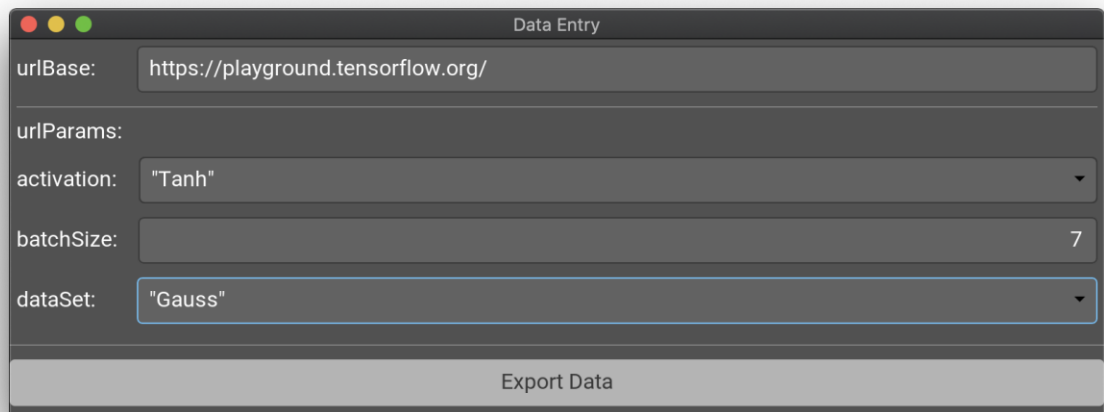 Data Entry
urlBase: https://playground.tensorflow.org/
urlParams:
activation: "Tanh"
batchSize: 7
dataSet: "Gauss"
Export Data